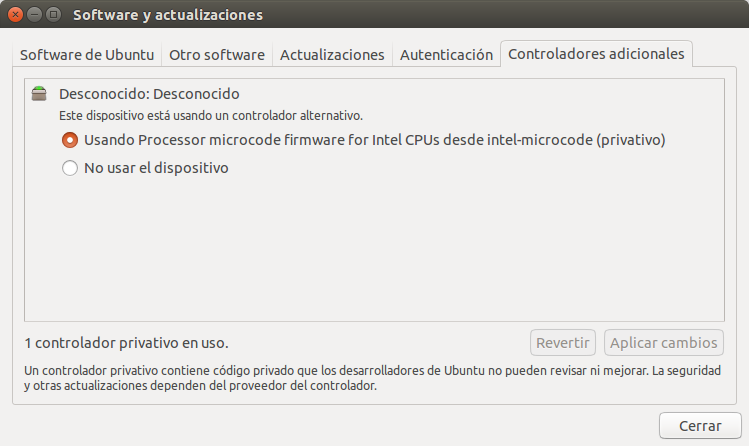 Software y actualizaciones
Software de Ubuntu
Otro software
Actualizaciones
Autenticación
Controladores adicionales
Desconocido: Desconocido
Este dispositivo está usando un controlador alternativo.
Usando Processor microcode firmware for Intel CPUs desde intel-microcode (privativo)
No usar el dispositivo
1 controlador privativo en uso.
Revertir
Aplicar cambios
Un controlador privativo contiene código privado que los desarrolladores de Ubuntu no pueden revisar ni mejorar. La seguridad
y otras actualizaciones dependen del proveedor del controlador.
Cerrar